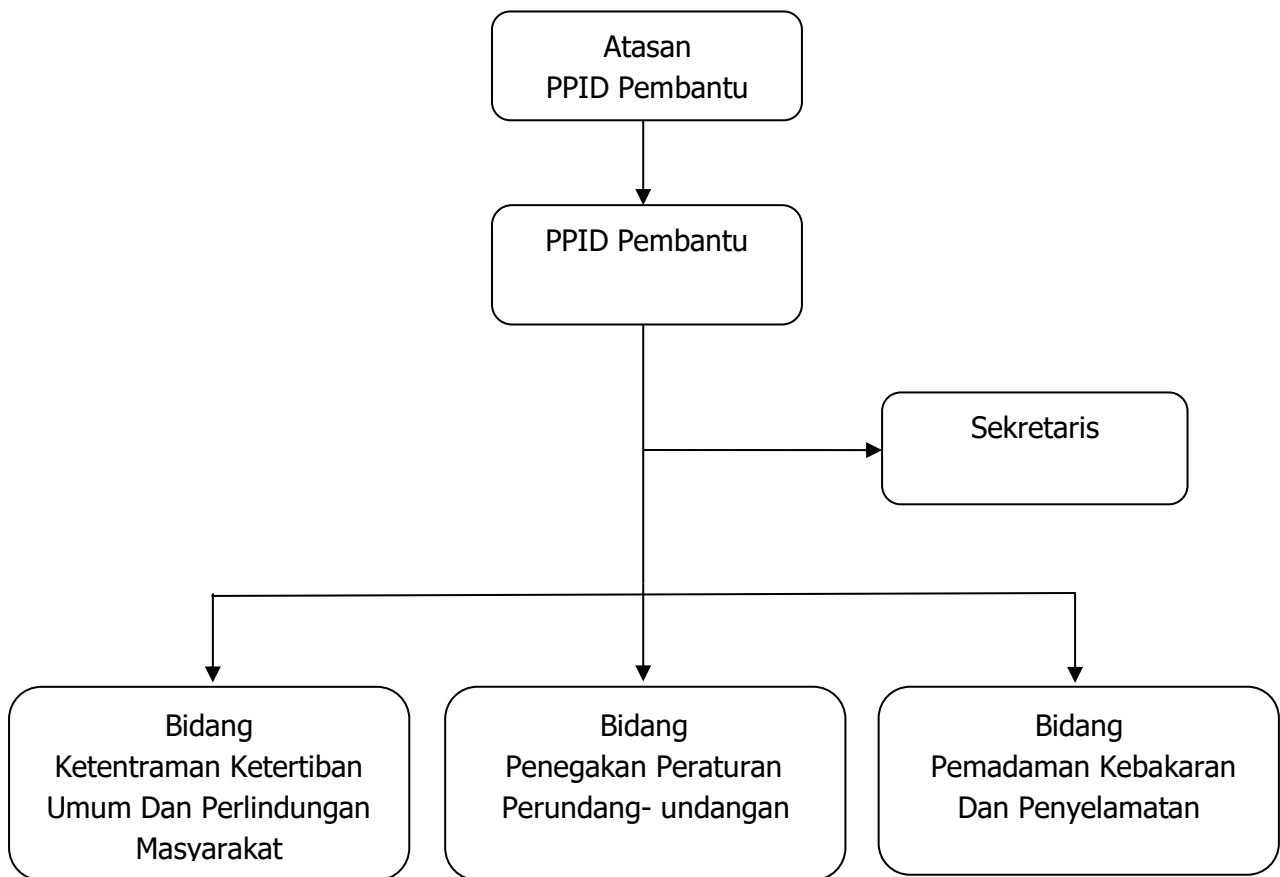 Atasan
PPID Pembantu
PPID Pembantu
Sekretaris
Bidang
Ketentraman Ketertiban
Umum Dan Perlindungan
Masyarakat
Bidang
Penegakan Peraturan
Perundang- undangan
Bidang
Pemadaman Kebakaran
Dan Penyelamatan